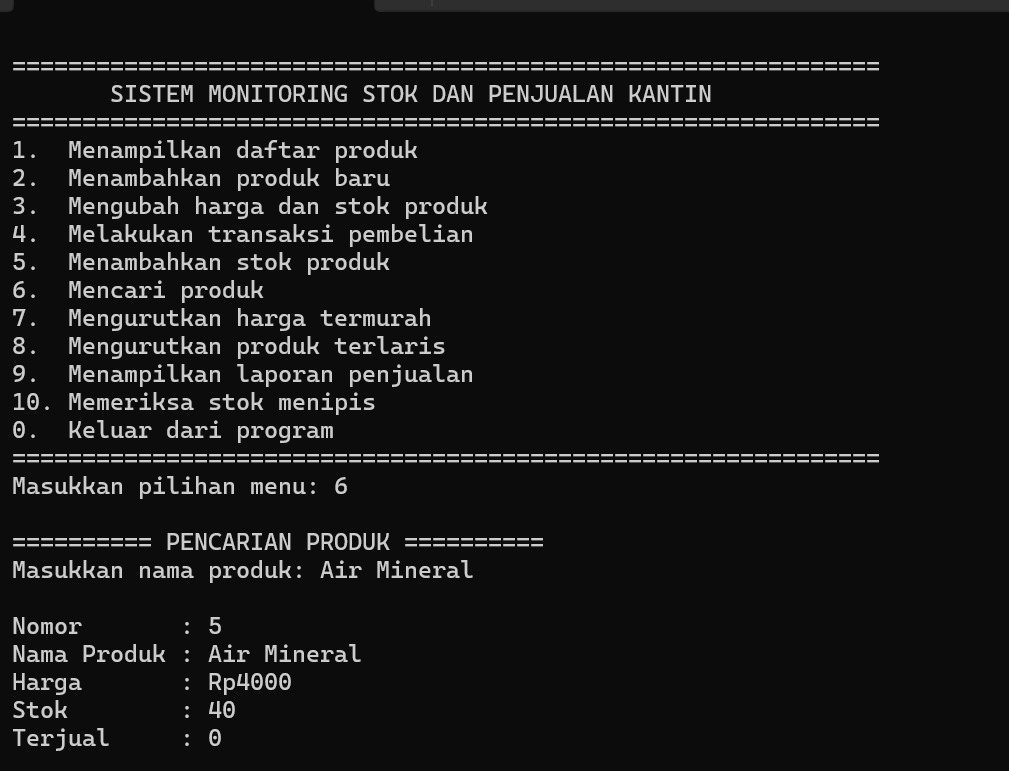 ==============================================================
SISTEM MONITORING STOK DAN PENJUALAN KANTIN
==============================================================
1.  Menampilkan daftar produk
2.  Menambahkan produk baru
3.  Mengubah harga dan stok produk
4.  Melakukan transaksi pembelian
5.  Menambahkan stok produk
6.  Mencari produk
7.  Mengurutkan harga termurah
8.  Mengurutkan produk terlaris
9.  Menampilkan laporan penjualan
10. Memeriksa stok menipis
0.  Keluar dari program
==============================================================
Masukkan pilihan menu: 6
========== PENCARIAN PRODUK ==========
Masukkan nama produk: Air Mineral
Nomor       : 5
Nama Produk : Air Mineral
Harga       : Rp4000
Stok        : 40
Terjual     : 0